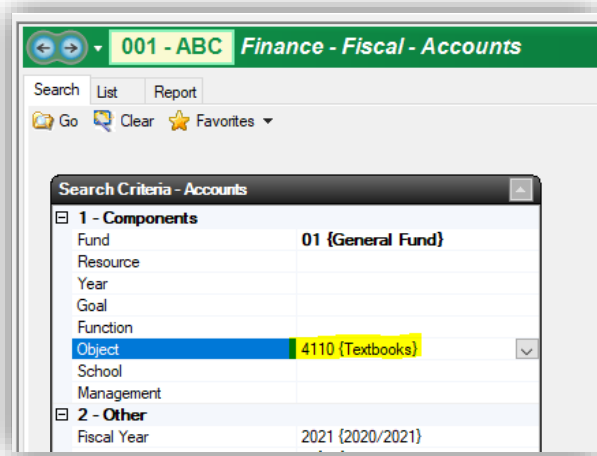 001 - ABC Finance - Fiscal - Accounts
Search List Report
Go Clear Favorites
Search Criteria - Accounts
1 - Components
Fund 01 {General Fund}
Resource
Year
Goal
Function
Object 4110 {Textbooks}
School
Management
2 - Other
Fiscal Year 2021 {2020/2021}